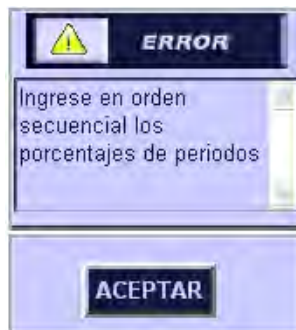 ERROR
Ingrese en orden
secuencial los
porcentajes de periodos
ACEPTAR